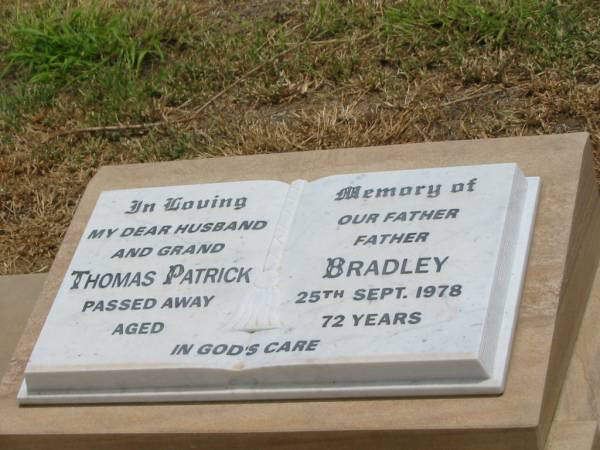 In Loving Memory of
MY DEAR HUSBAND OUR FATHER
AND GRAND FATHER
THOMAS PATRICK BRADLEY
PASSED AWAY 25TH SEPT. 1978
AGED 72 YEARS
IN GOD'S CARE